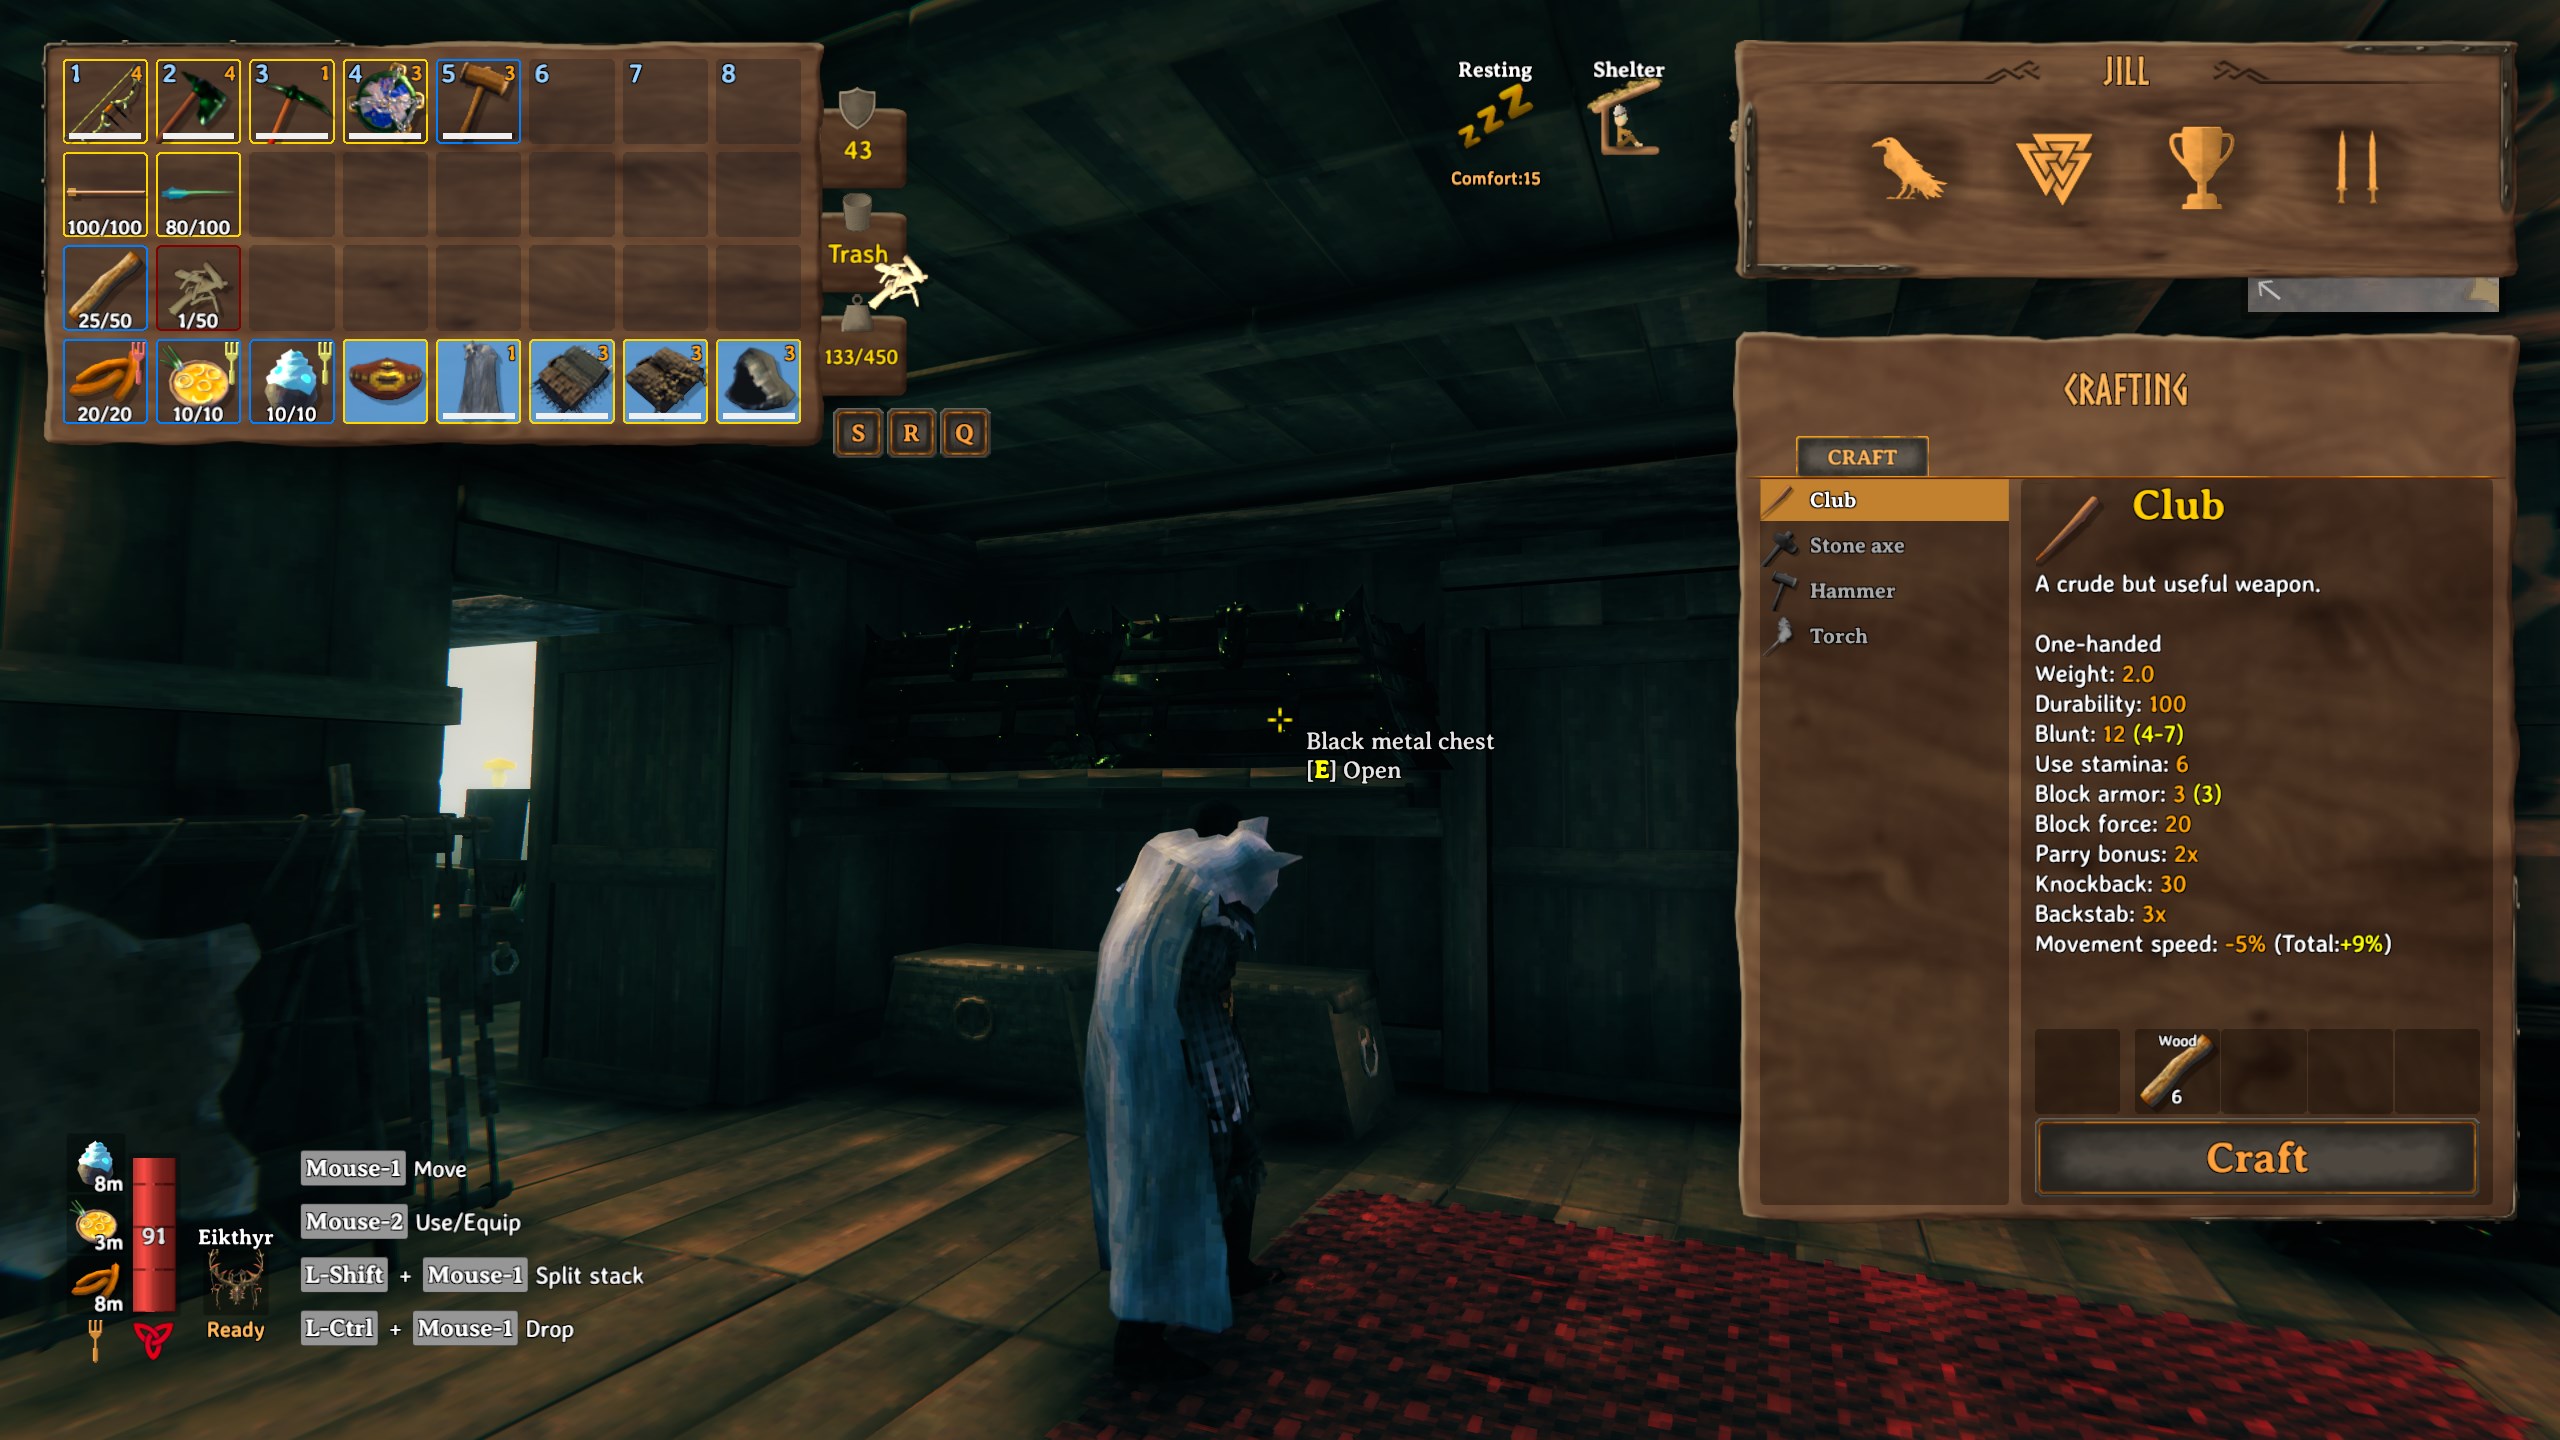 1 4 2 4 3 1 4 3 5 3 6 7 8
100/100 80/100
25/50 1/50
1 3 3 3
20/20 10/10 10/10
43
Trash
133/450
S R Q
Resting
Comfort:15
Shelter
JILL
CRAFTING
CRAFT
Club
Stone axe
Hammer
Torch
Club
A crude but useful weapon.
One-handed
Weight: 2.0
Durability: 100
Blunt: 12 (4-7)
Use stamina: 6
Block armor: 3 (3)
Block force: 20
Parry bonus: 2x
Knockback: 30
Backstab: 3x
Movement speed: -5% (Total:+9%)
Wood
6
Craft
Black metal chest
[E] Open
8m
3m
8m
91
Eikthyr
Ready
Mouse-1 Move
Mouse-2 Use/Equip
L-Shift + Mouse-1 Split stack
L-Ctrl + Mouse-1 Drop